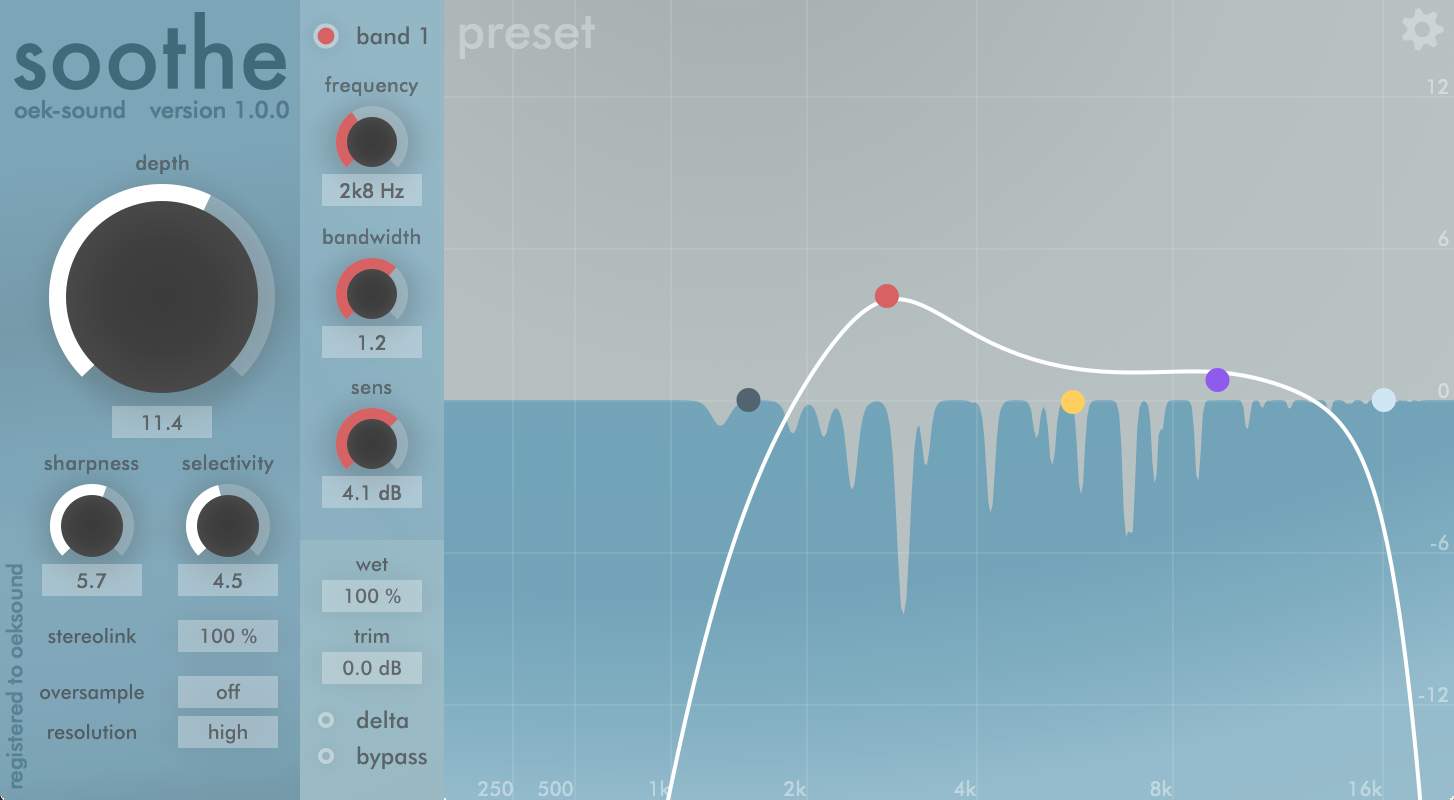 soothe
oek-sound version 1.0.0
depth
11.4
sharpness selectivity
5.7 4.5
stereolink 100 %
oversample off
resolution high
registered to oeksound
band 1
frequency
2k8 Hz
bandwidth
1.2
sens
4.1 dB
wet
100 %
trim
0.0 dB
delta
bypass
preset
12
6
0
-6
-12
250 500 1k 2k 4k 8k 16k